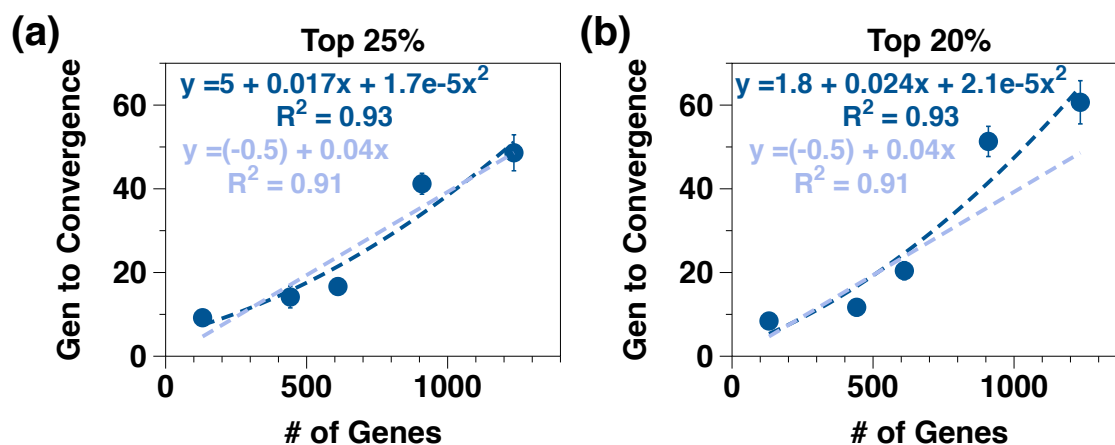 (a)
Top 25%
Gen to Convergence
60
40
20
0
y =5 + 0.017x + 1.7e-5x²
R² = 0.93
y =(-0.5) + 0.04x
R² = 0.91
0
500
1000
# of Genes
(b)
Top 20%
Gen to Convergence
60
40
20
0
y =1.8 + 0.024x + 2.1e-5x²
R² = 0.93
y =(-0.5) + 0.04x
R² = 0.91
0
500
1000
# of Genes